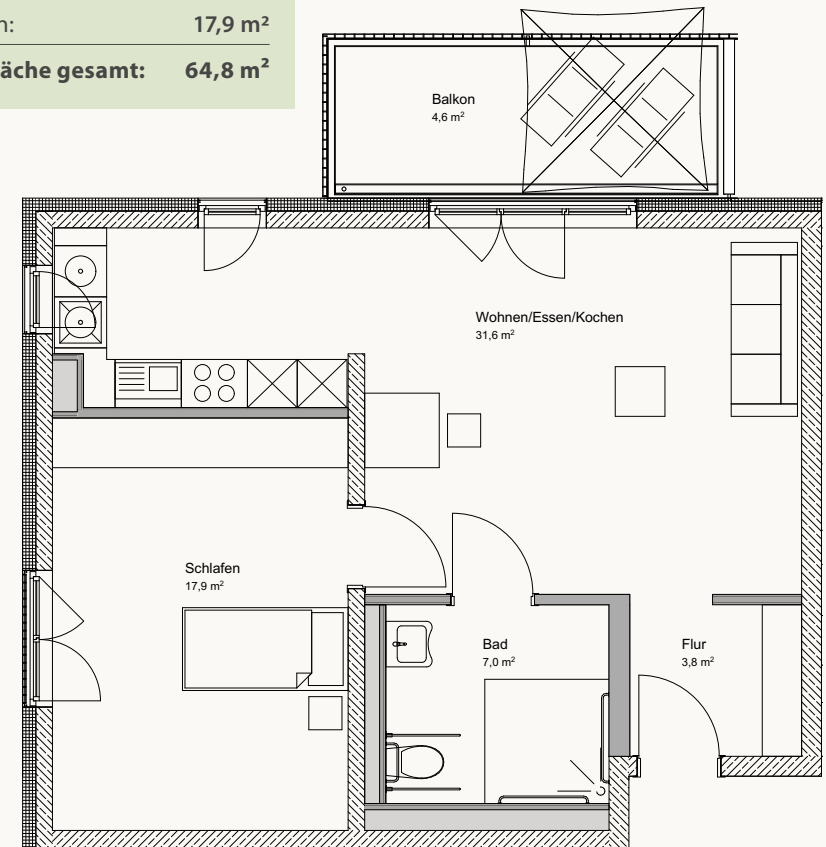 n: 17,9 m²
äche gesamt: 64,8 m²
Balkon
4,6 m²
Wohnen/Essen/Kochen
31,6 m²
Schlafen
17,9 m²
Bad
7,0 m²
Flur
3,8 m²